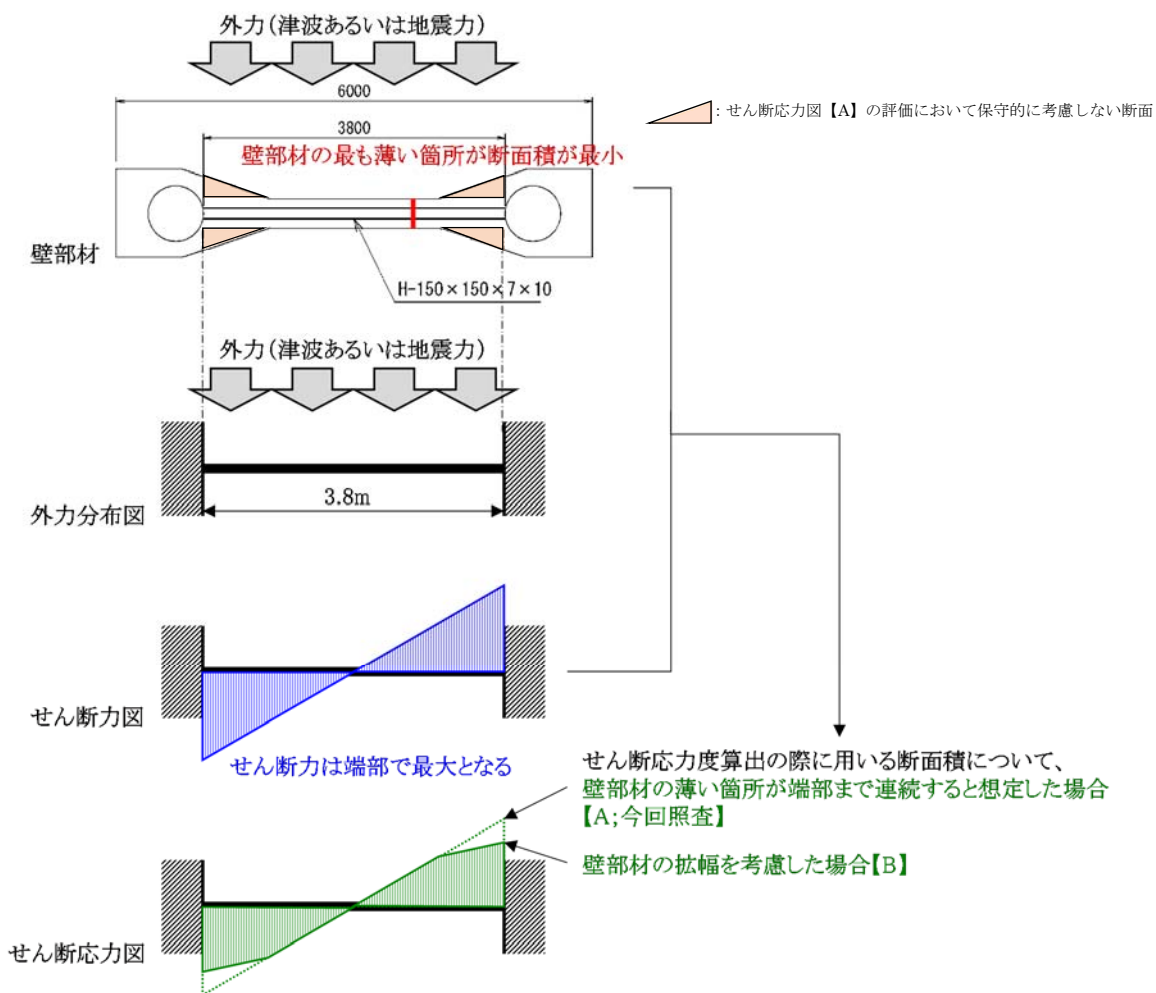 外力(津波あるいは地震力)
6000
:せん断応力図【A】の評価において保守的に考慮しない断面
3800
壁部材の最も薄い箇所が断面積が最小
壁部材
H-150×150×7×10
外力(津波あるいは地震力)
3.8m
外力分布図
せん断力図
せん断力は端部で最大となる
せん断応力度算出の際に用いる断面積について、
壁部材の薄い箇所が端部まで連続すると想定した場合
【A;今回照査】
壁部材の拡幅を考慮した場合【B】
せん断応力図